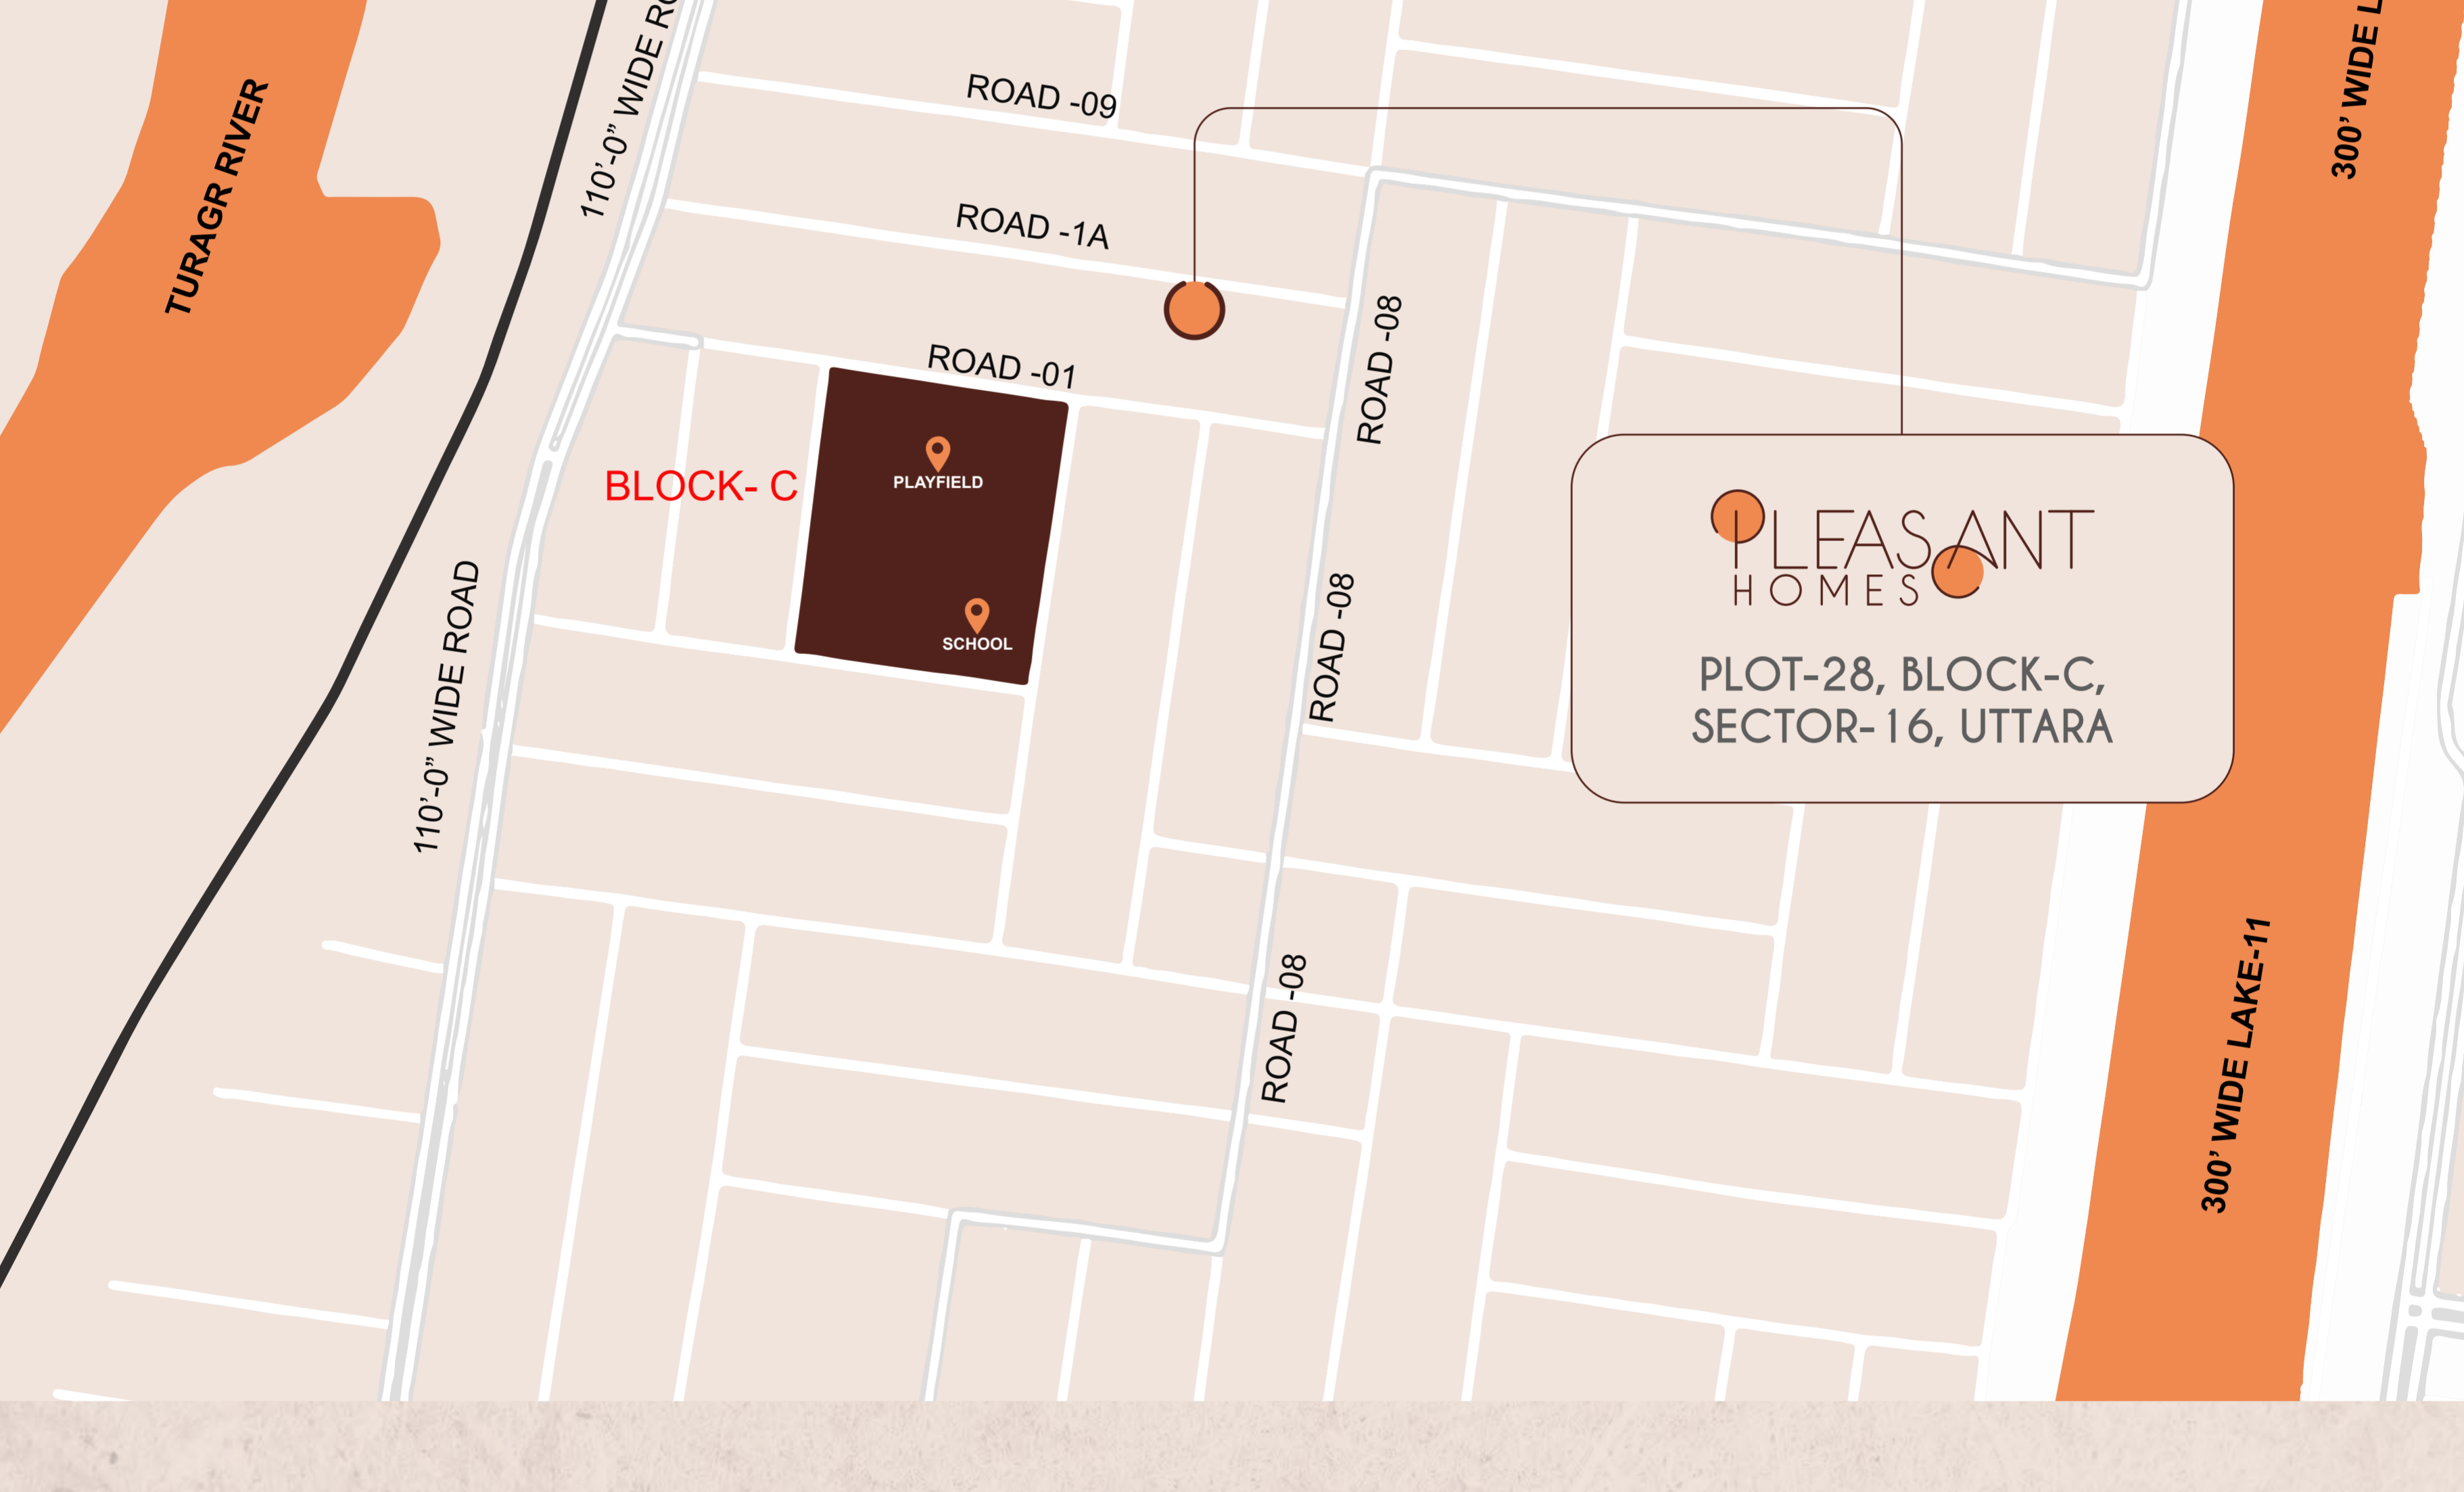 TURAGR RIVER
110'-0” WIDE
ROAD -09
ROAD -1A
ROAD -01
ROAD -08
300' WIDE
BLOCK- C
PLAYFIELD
SCHOOL
110'-0” WIDE ROAD
ROAD -08
ROAD -08
300' WIDE LAKE-11
PLEASANT
HOMES
PLOT-28, BLOCK-C,
SECTOR-16, UTTARA